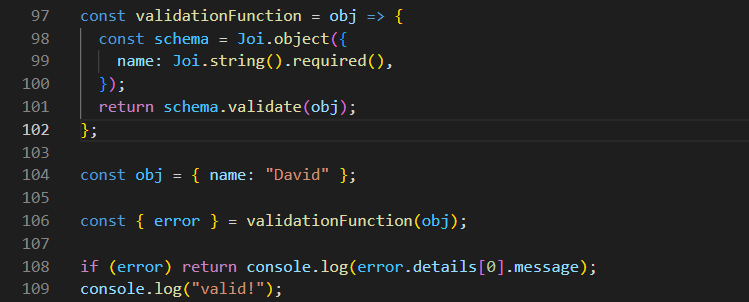 97 const validationFunction = obj => {
98 const schema = Joi.object({
99 name: Joi.string().required(),
100 });
101 return schema.validate(obj);
102 };
103
104 const obj = { name: "David" };
105
106 const { error } = validationFunction(obj);
107
108 if (error) return console.log(error.details[0].message);
109 console.log("valid!");